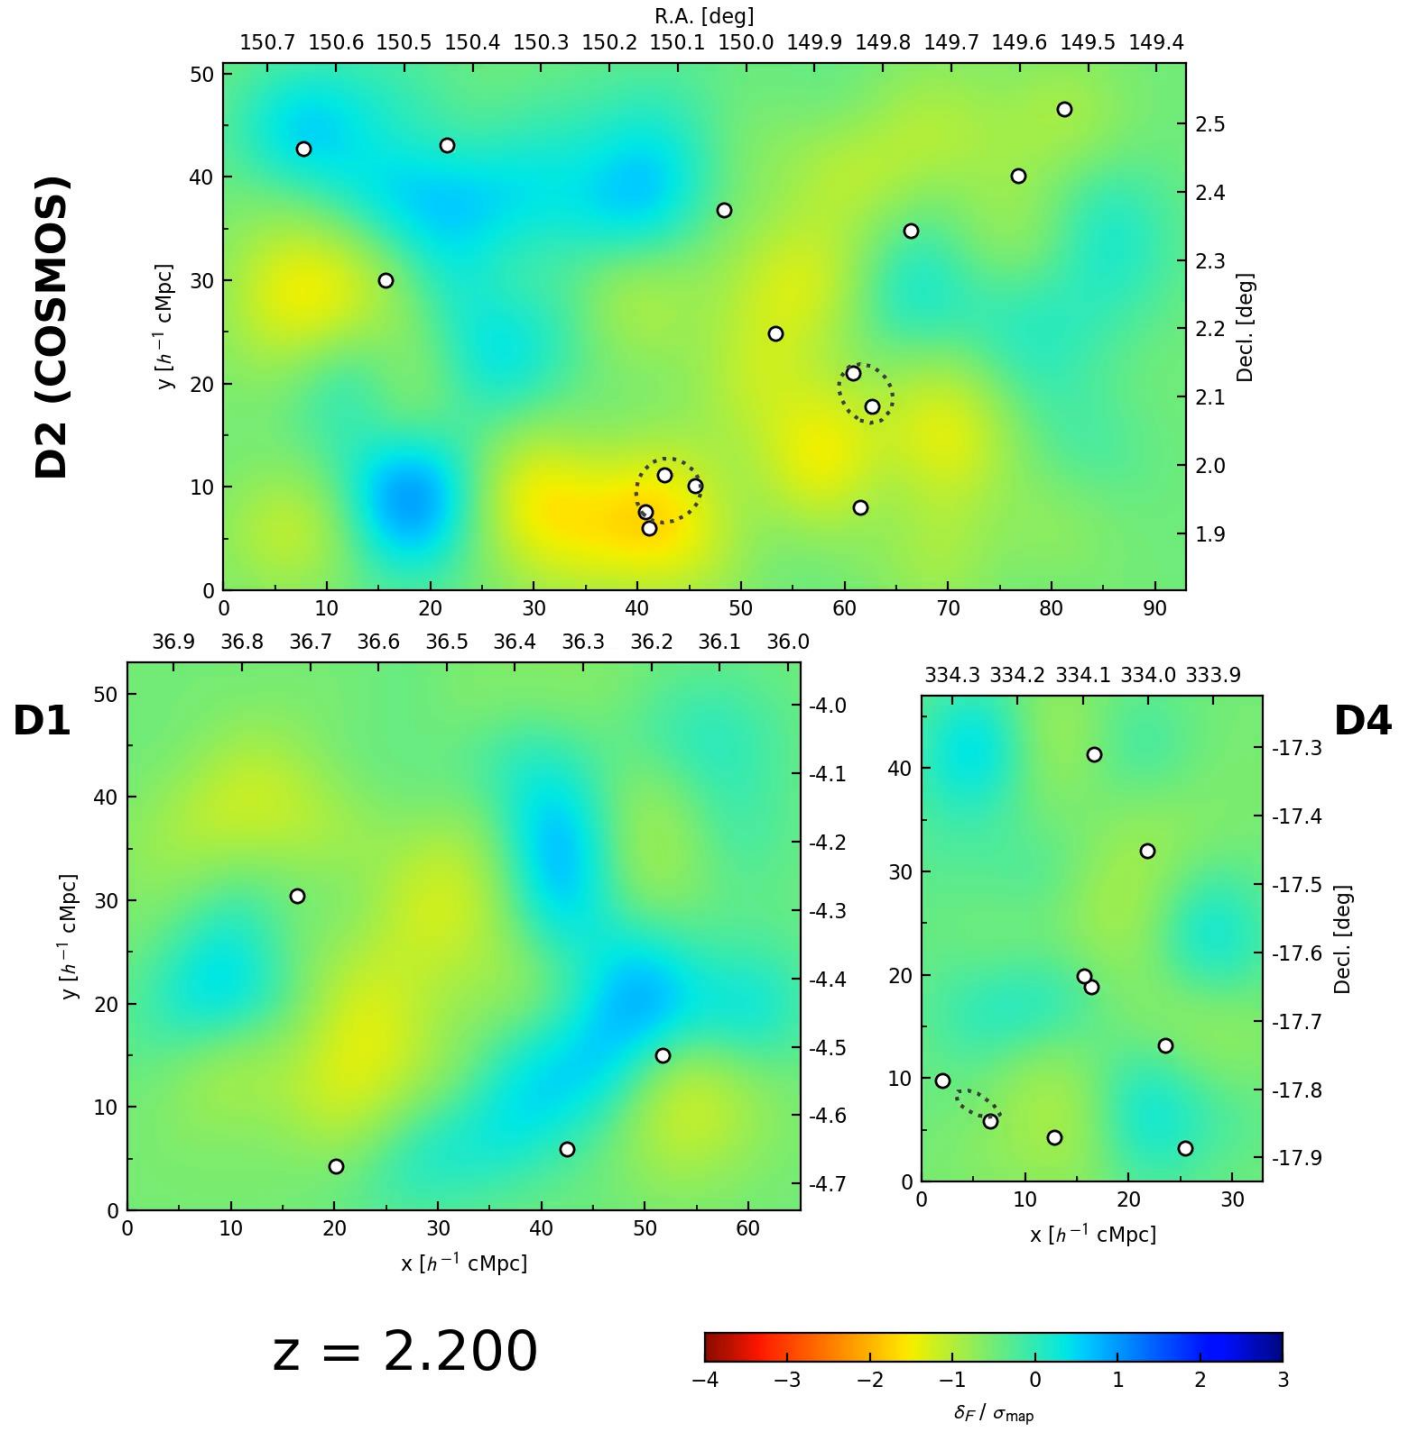 R.A. [deg]
150.7 150.6 150.5 150.4 150.3 150.2 150.1 150.0 149.9 149.8 149.7 149.6 149.5 149.4
D2 (COSMOS)
y [h⁻¹ cMpc]
50
40
30
20
10
0
2.5
2.4
2.3
2.2
2.1
2.0
1.9
Decl. [deg]
0 10 20 30 40 50 60 70 80 90
D1
36.9 36.8 36.7 36.6 36.5 36.4 36.3 36.2 36.1 36.0
y [h⁻¹ cMpc]
50
40
30
20
10
0
-4.0
-4.1
-4.2
-4.3
-4.4
-4.5
-4.6
-4.7
0 10 20 30 40 50 60
x [h⁻¹ cMpc]
D4
334.3 334.2 334.1 334.0 333.9
40
30
20
10
0
-17.3
-17.4
-17.5
-17.6
-17.7
-17.8
-17.9
Decl. [deg]
0 10 20 30
x [h⁻¹ cMpc]
z = 2.200
−4 −3 −2 −1 0 1 2 3
δF / σmap